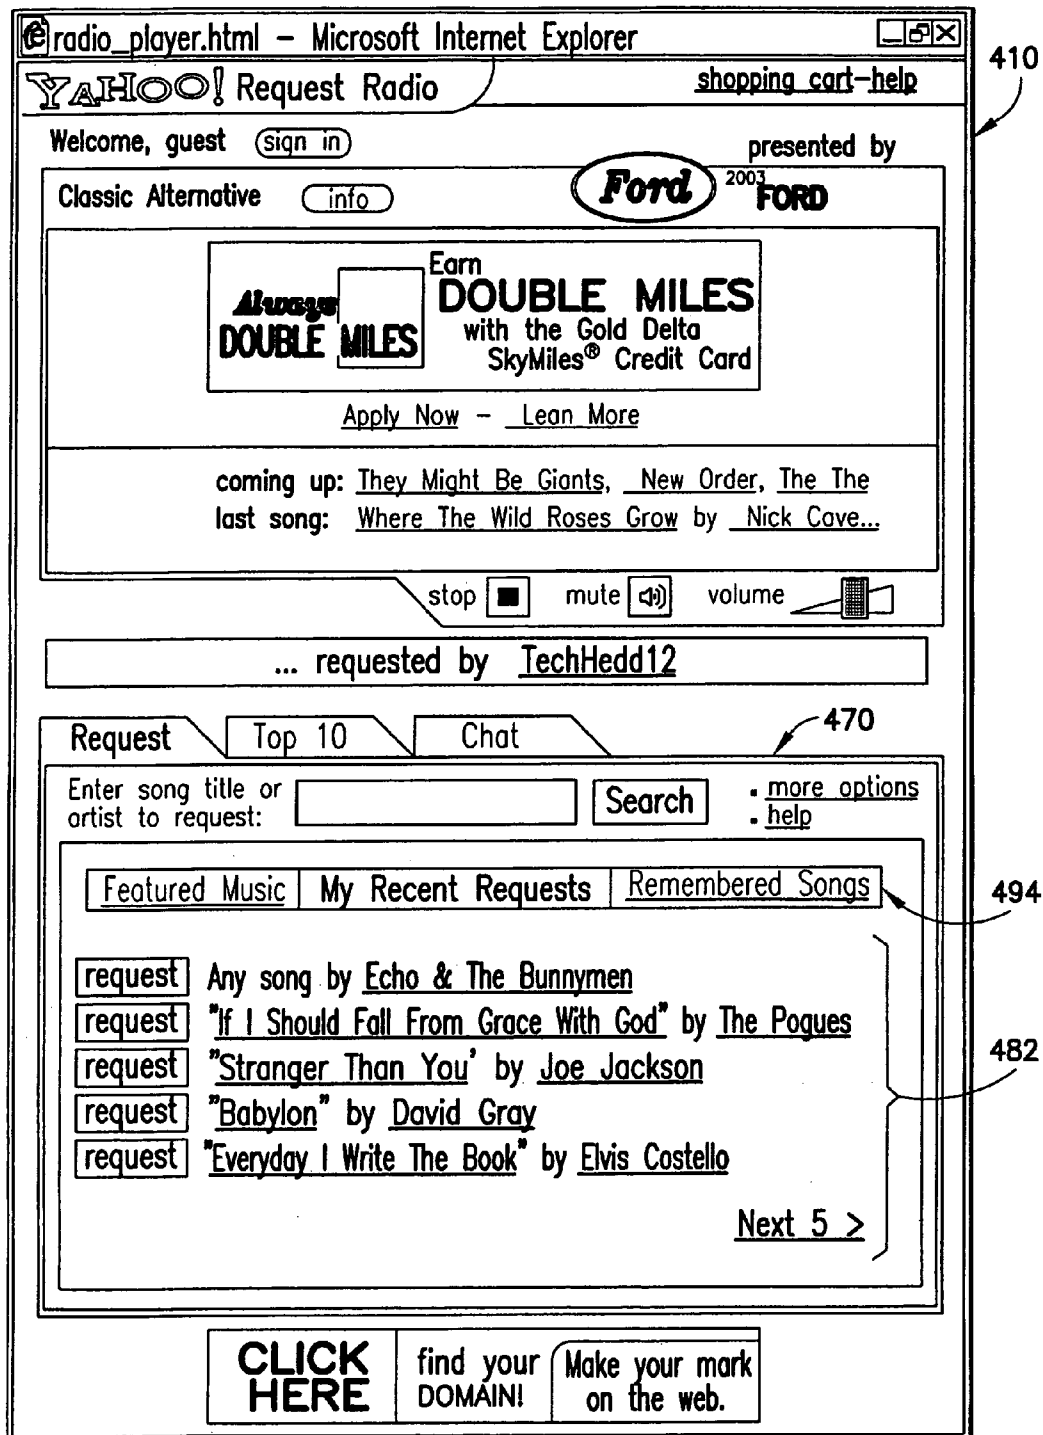 radio_player.html – Microsoft Internet Explorer
410
YAHOO! Request Radio
shopping cart-help
Welcome, guest sign in
presented by
Classic Alternative info
Ford 2003 FORD
Always
DOUBLE MILES
Earn
DOUBLE MILES
with the Gold Delta
SkyMiles® Credit Card
Apply Now – Lean More
coming up: They Might Be Giants, New Order, The The
last song: Where The Wild Roses Grow by Nick Cave...
stop mute volume
... requested by TechHedd12
470
Request Top 10 Chat
Enter song title or
artist to request:
Search
. more options
. help
Featured Music My Recent Requests Remembered Songs
494
request Any song by Echo & The Bunnymen
request "If I Should Fall From Grace With God" by The Pogues
request "Stranger Than You' by Joe Jackson
request "Babylon" by David Gray
request "Everyday I Write The Book" by Elvis Costello
482
Next 5 >
CLICK
HERE
find your
DOMAIN!
Make your mark
on the web.